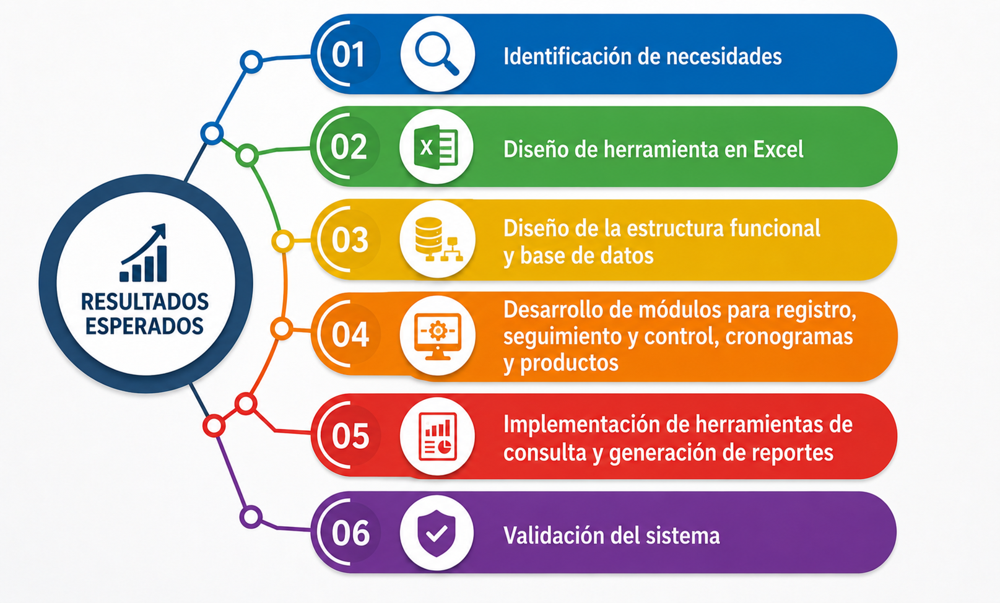 RESULTADOS
ESPERADOS
01
Identificación de necesidades
02
X
Diseño de herramienta en Excel
03
Diseño de la estructura funcional
y base de datos
04
Desarrollo de módulos para registro,
seguimiento y control, cronogramas
y productos
05
Implementación de herramientas de
consulta y generación de reportes
06
Validación del sistema